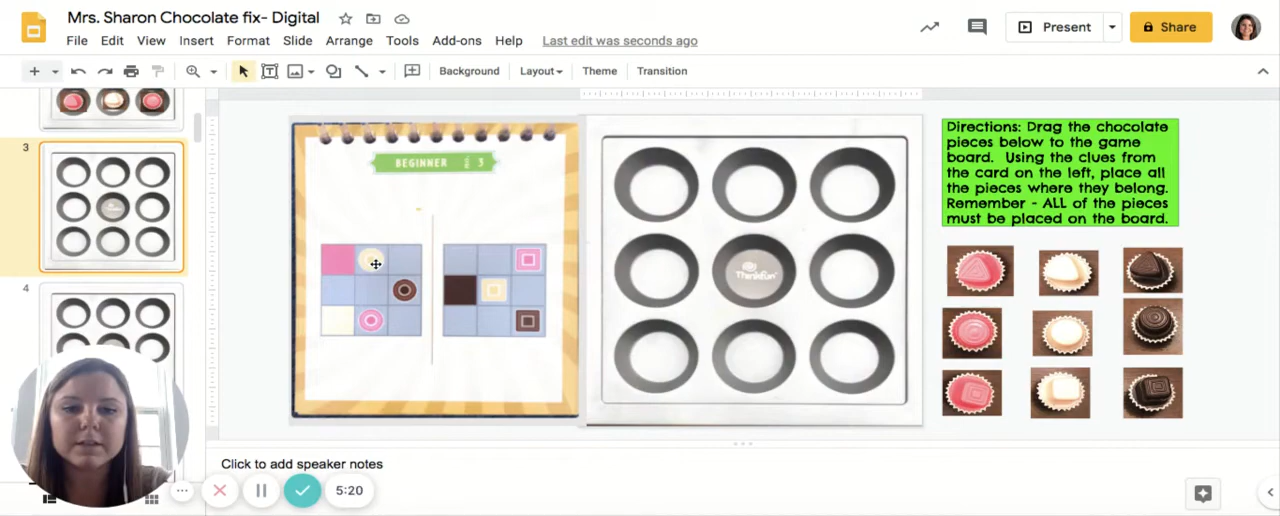 Mrs. Sharon Chocolate fix- Digital
File Edit View Insert Format Slide Arrange Tools Add-ons Help Last edit was seconds ago
Present
Share
Background Layout Theme Transition
3
4
BEGINNER NO. 3
ThinkFun
Directions: Drag the chocolate
pieces below to the game
board. Using the clues from
the card on the left, place all
the pieces where they belong.
Remember - ALL of the pieces
must be placed on the board.
Click to add speaker notes
5:20